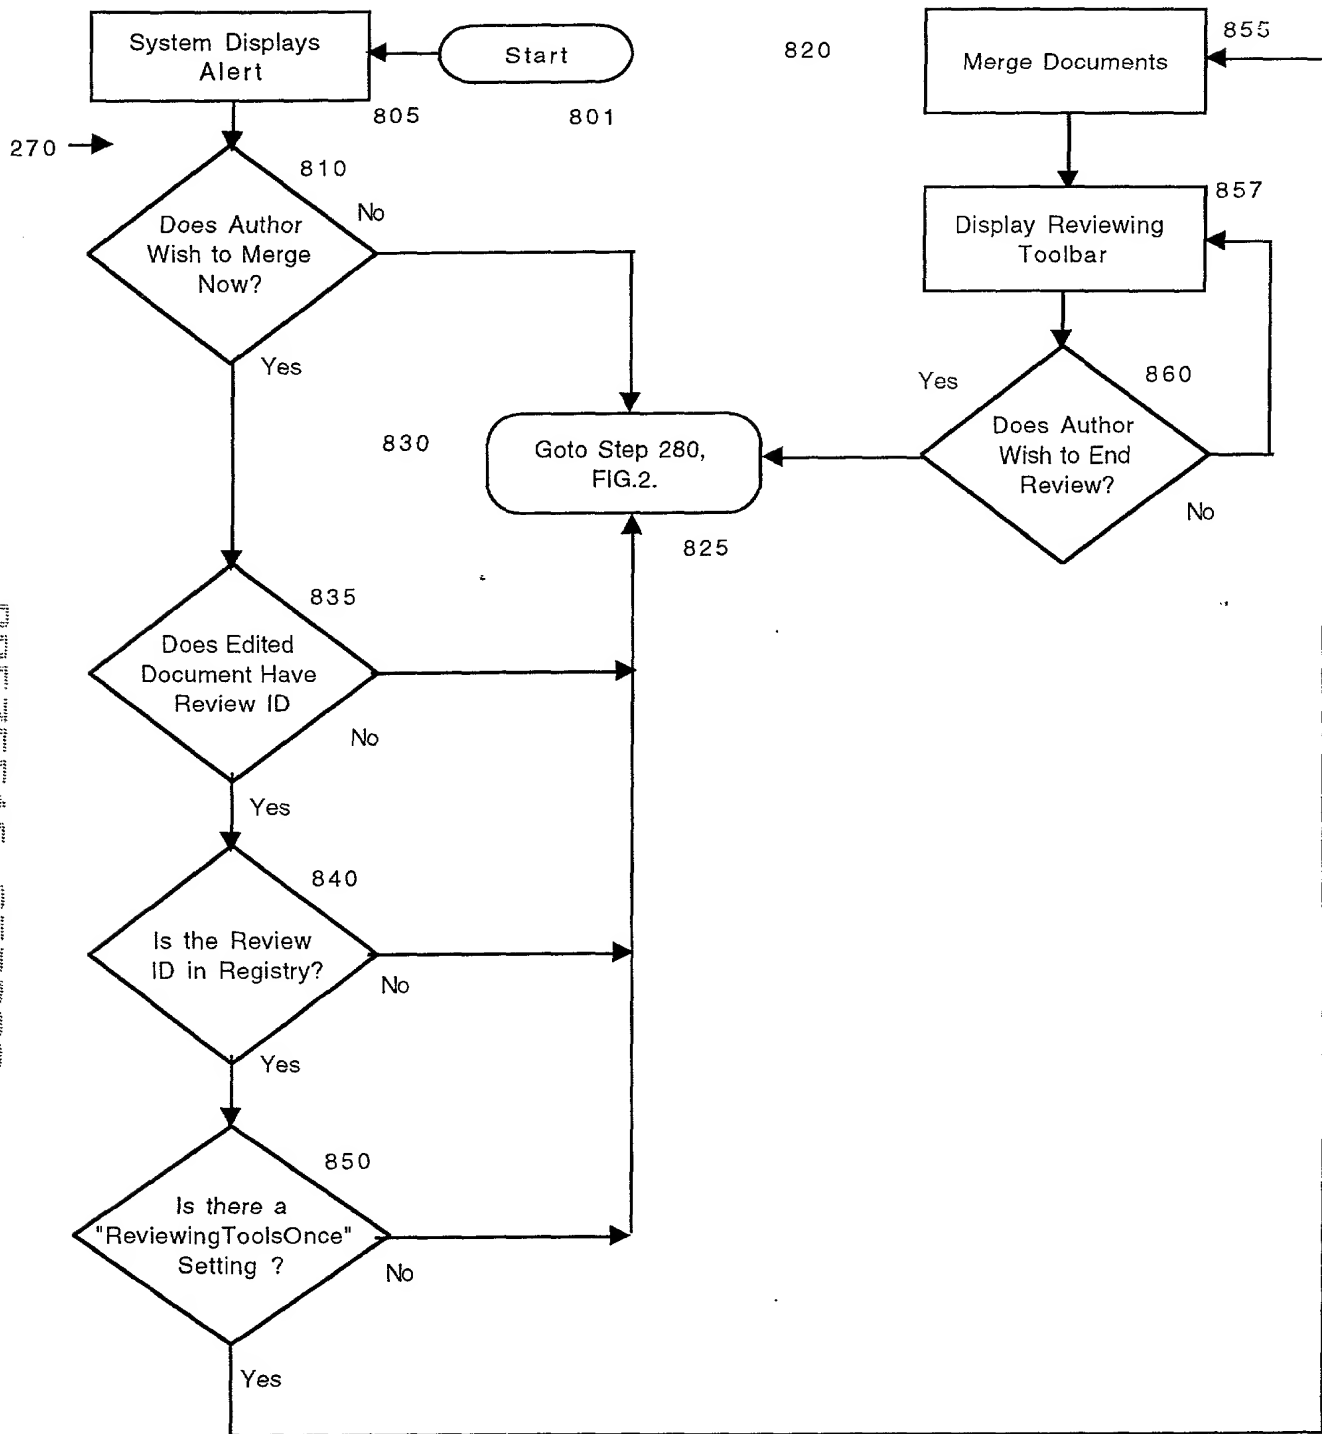 System Displays
Alert
Start
805
801
270
810
Does Author
Wish to Merge
Now?
No
Yes
820
855
Merge Documents
857
Display Reviewing
Toolbar
860
Yes
Does Author
Wish to End
Review?
No
830
Goto Step 280,
FIG.2.
825
835
Does Edited
Document Have
Review ID
No
Yes
840
Is the Review
ID in Registry?
No
Yes
850
Is there a
"ReviewingToolsOnce"
Setting ?
No
Yes